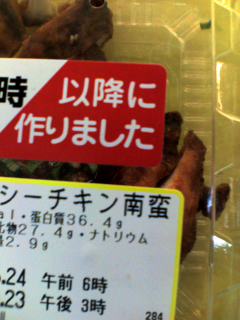 時 以降に
作りました
シーチキン南蛮
al・蛋白質36.4g
化物27.4g・ナトリウム
量2.9g
.24 午前 6時
.23 午後 3時
284